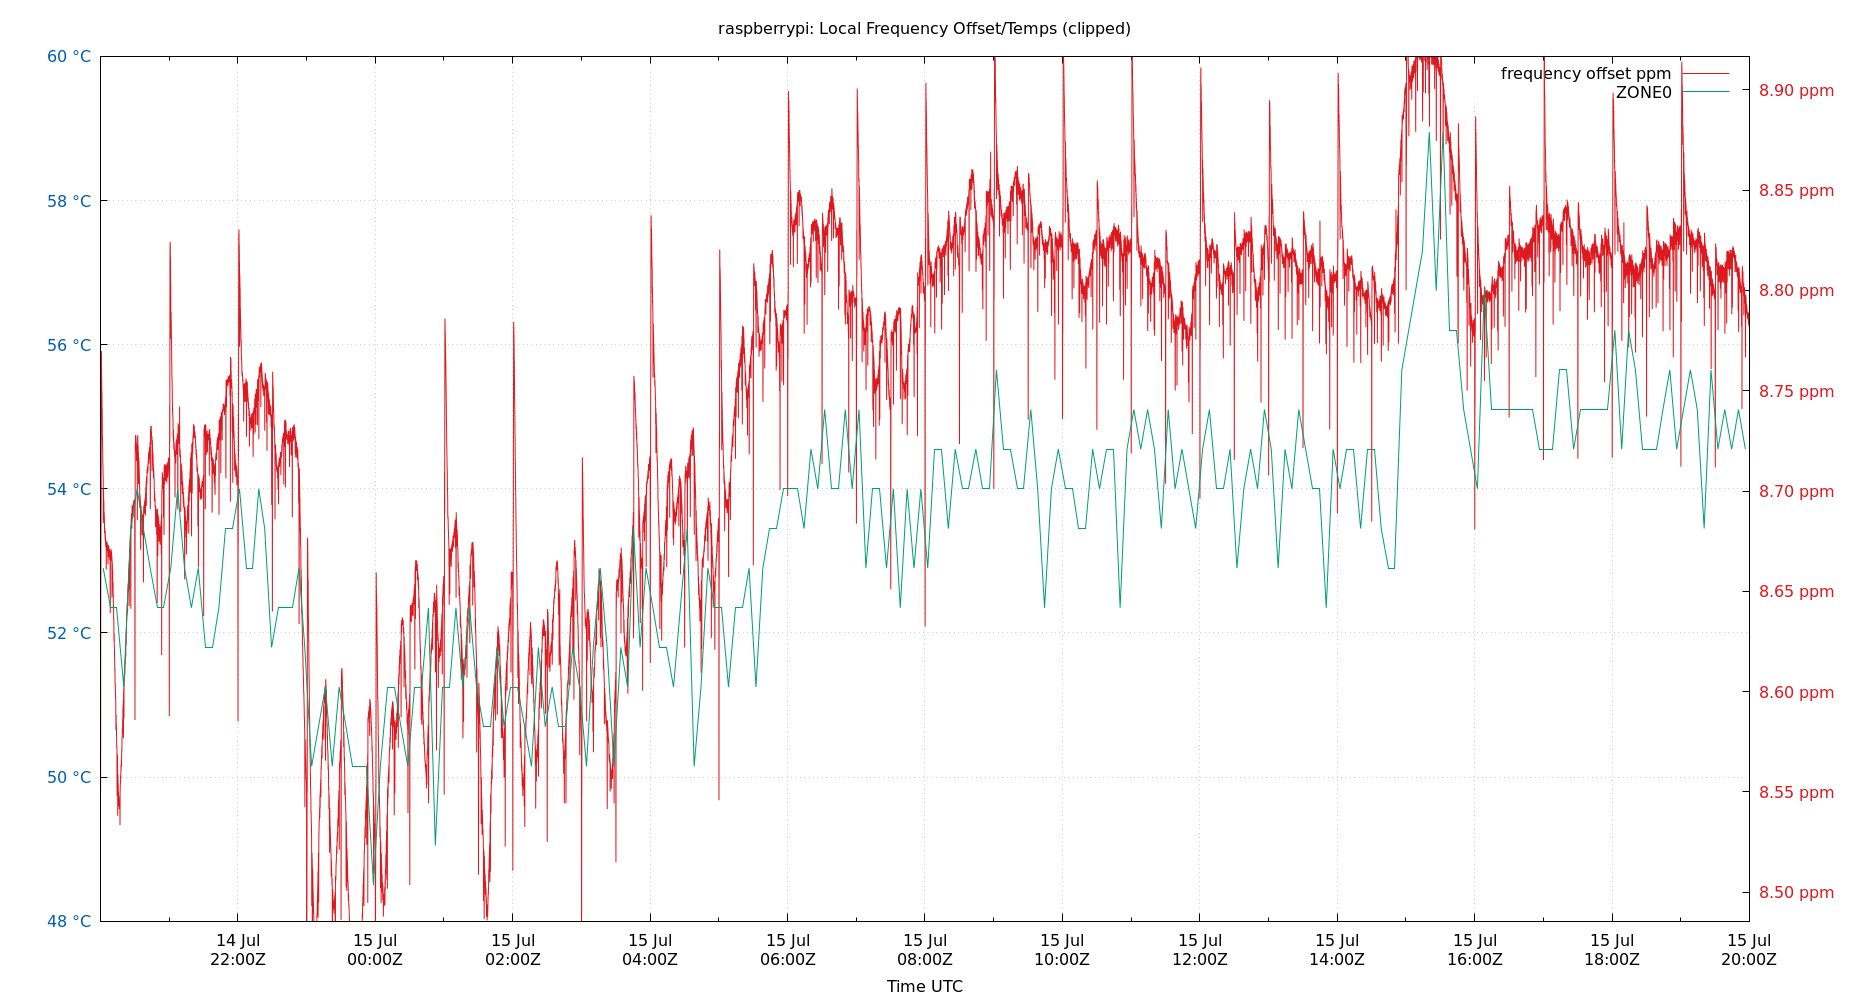 raspberrypi: Local Frequency Offset/Temps (clipped)
60 °C
58 °C
56 °C
54 °C
52 °C
50 °C
48 °C
frequency offset ppm
ZONE0
8.90 ppm
8.85 ppm
8.80 ppm
8.75 ppm
8.70 ppm
8.65 ppm
8.60 ppm
8.55 ppm
8.50 ppm
14 Jul
22:00Z
15 Jul
00:00Z
15 Jul
02:00Z
15 Jul
04:00Z
15 Jul
06:00Z
15 Jul
08:00Z
15 Jul
10:00Z
15 Jul
12:00Z
15 Jul
14:00Z
15 Jul
16:00Z
15 Jul
18:00Z
15 Jul
20:00Z
Time UTC